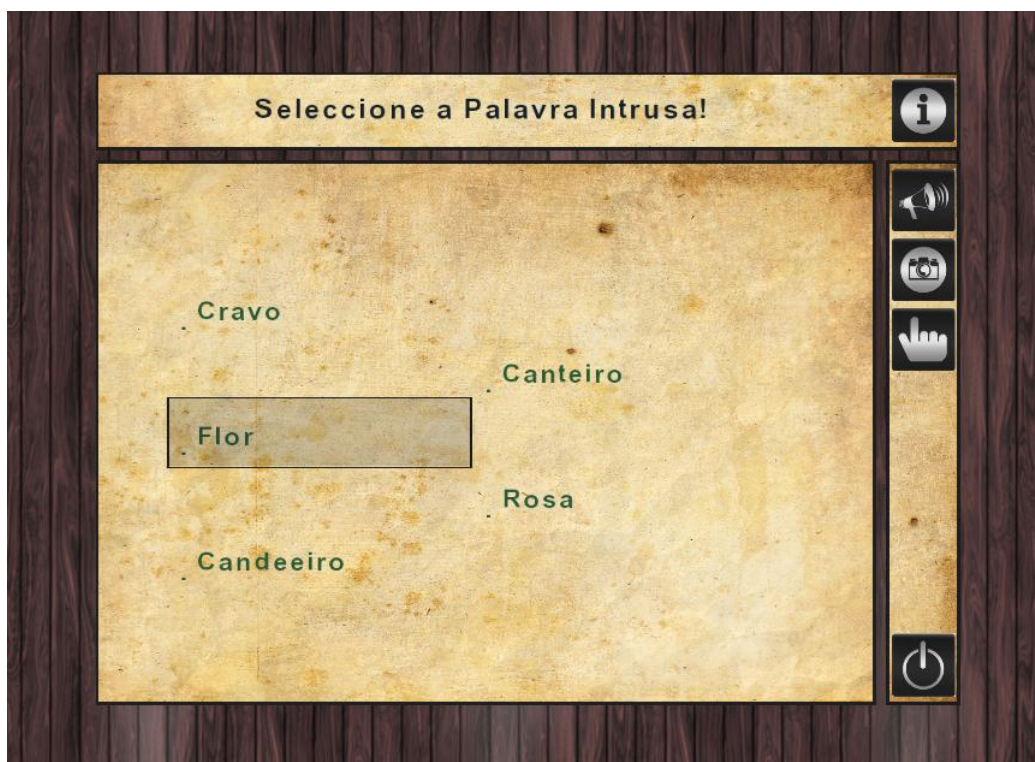 Seleccione a Palavra Intrusa!
Cravo
Canteiro
Flor
Rosa
Candeeiro